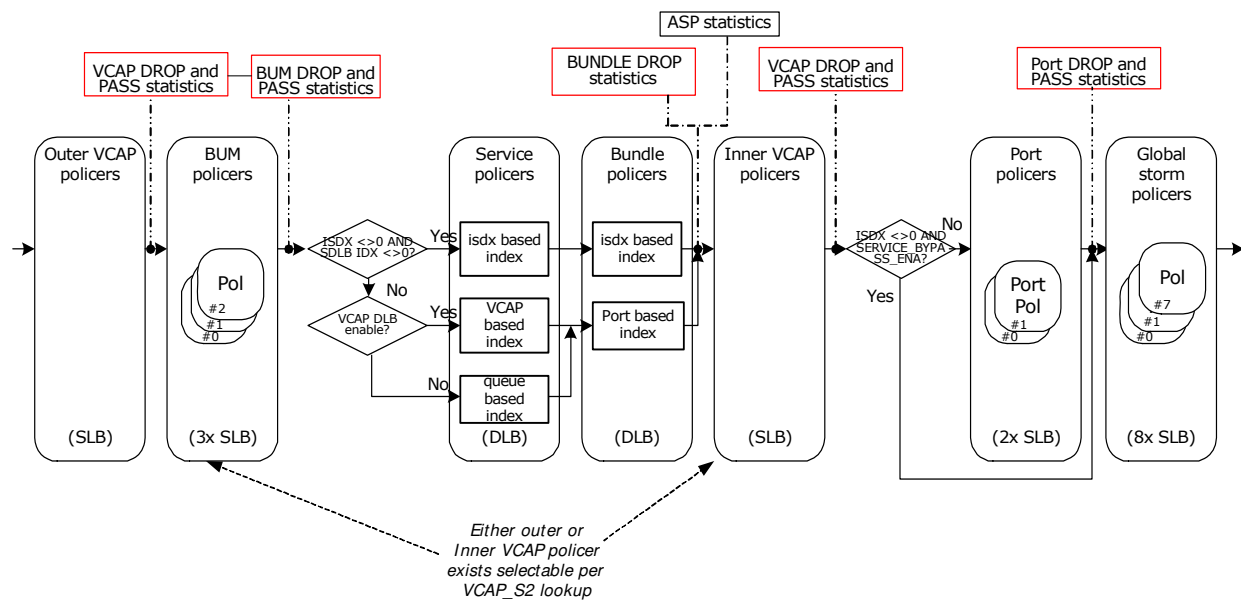 ASP statistics
VCAP DROP and
PASS statistics
BUM DROP and
PASS statistics
BUNDLE DROP
statistics
VCAP DROP and
PASS statistics
Port DROP and
PASS statistics
Outer VCAP
policers
(SLB)
BUM
policers
Pol
#2
#1
#0
(3x SLB)
ISDX <>0 AND
SDLB IDX <>0?
Yes
No
VCAP DLB
enable?
Yes
No
Service
policers
isdx based
index
VCAP
based
index
queue
based
index
(DLB)
Bundle
policers
isdx based
index
Port based
index
(DLB)
Inner VCAP
policers
(SLB)
ISDX <>0 AND
SERVICE_BYPA
SS_ENA?
No
Yes
Port
policers
Port
Pol
#1
#0
(2x SLB)
Global
storm
policers
Pol
#7
#1
#0
(8x SLB)
Either outer or
Inner VCAP policer
exists selectable per
VCAP_S2 lookup